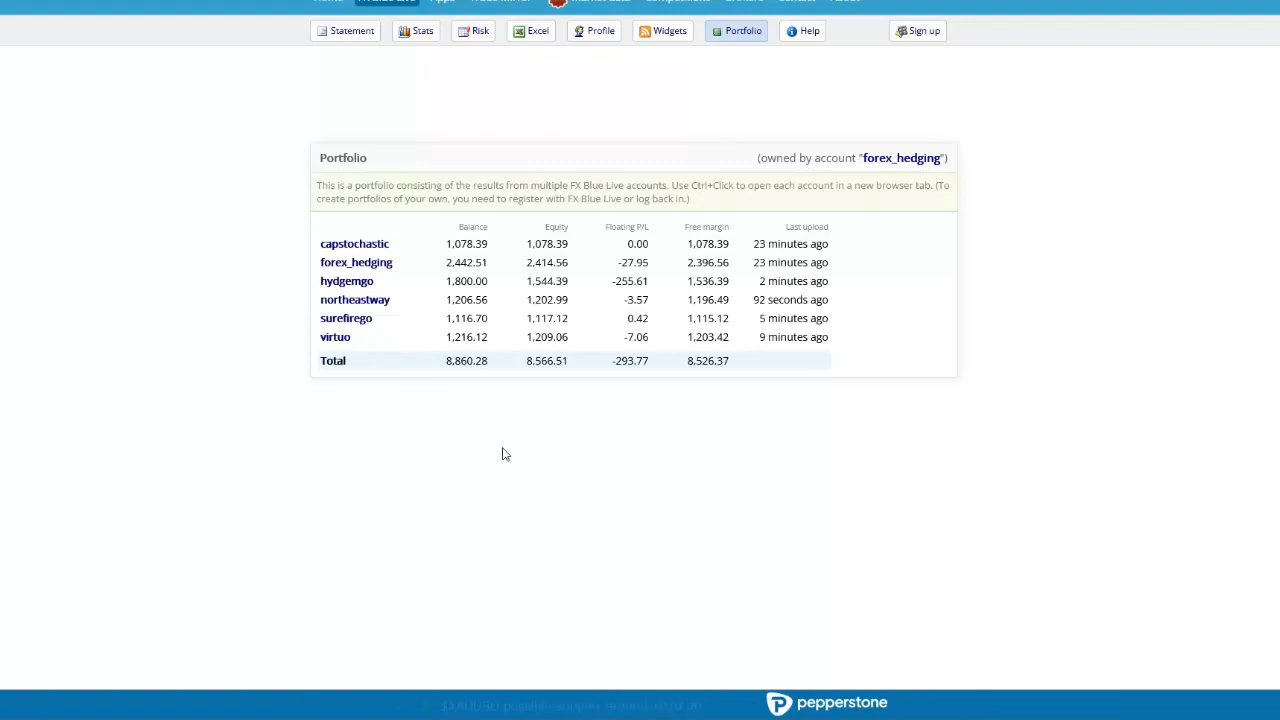 Statement Stats Risk Excel Profile Widgets Portfolio Help Sign up
Portfolio (owned by account "forex_hedging")
This is a portfolio consisting of the results from multiple FX Blue Live accounts. Use Ctrl+Click to open each account in a new browser tab. (To
create portfolios of your own, you need to register with FX Blue Live or log back in.)
Balance Equity Floating P/L Free margin Last upload
capstochastic 1,078.39 1,078.39 0.00 1,078.39 23 minutes ago
forex_hedging 2,442.51 2,414.56 -27.95 2,396.56 23 minutes ago
hydgemgo 1,800.00 1,544.39 -255.61 1,536.39 2 minutes ago
northeastway 1,206.56 1,202.99 -3.57 1,196.49 92 seconds ago
surefirego 1,116.70 1,117.12 0.42 1,115.12 5 minutes ago
virtuo 1,216.12 1,209.06 -7.06 1,203.42 9 minutes ago
Total 8,860.28 8,566.51 -293.77 8,526.37
pepperstone